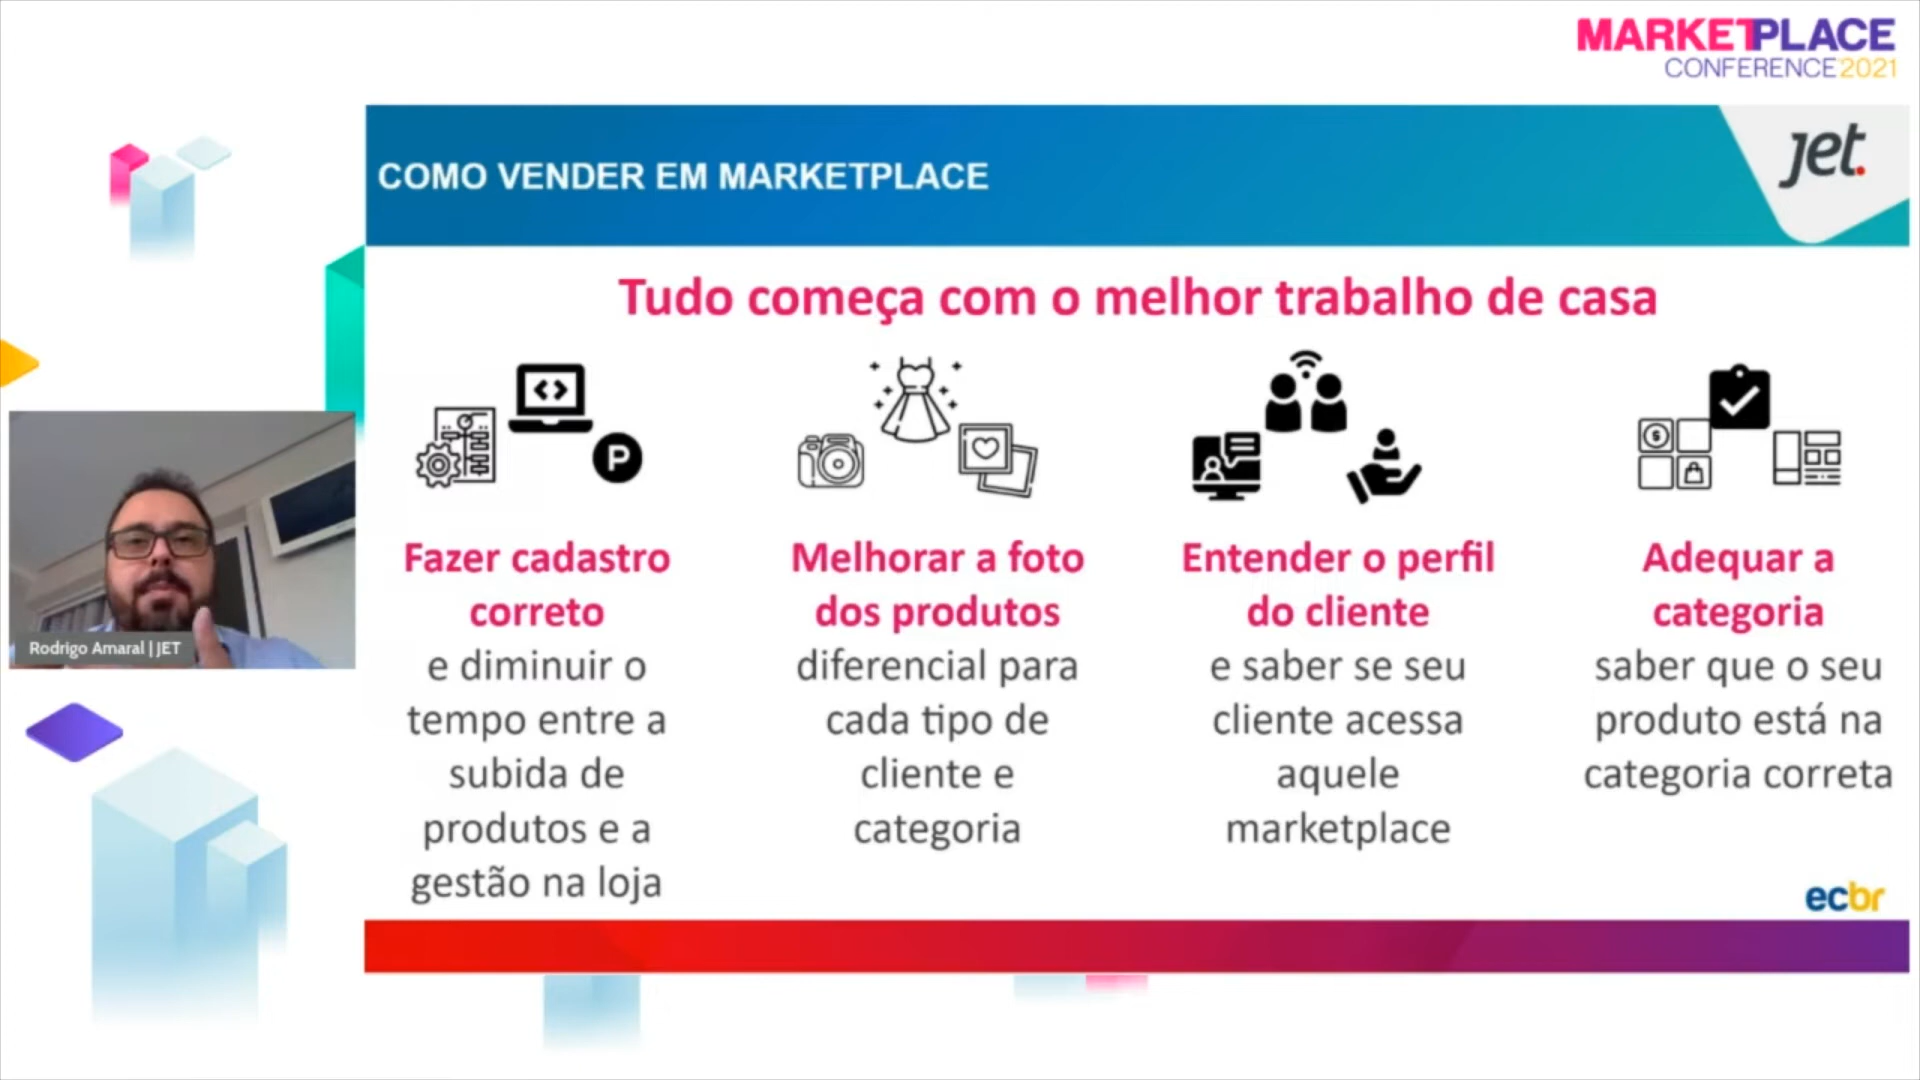 MARKETPLACE
CONFERENCE2021
COMO VENDER EM MARKETPLACE
jet.
Tudo começa com o melhor trabalho de casa
P
$
Fazer cadastro
correto
e diminuir o
tempo entre a
subida de
produtos e a
gestão na loja
Melhorar a foto
dos produtos
diferencial para
cada tipo de
cliente e
categoria
Entender o perfil
do cliente
e saber se seu
cliente acessa
aquele
marketplace
Adequar a
categoria
saber que o seu
produto está na
categoria correta
Rodrigo Amaral | JET
ecbr